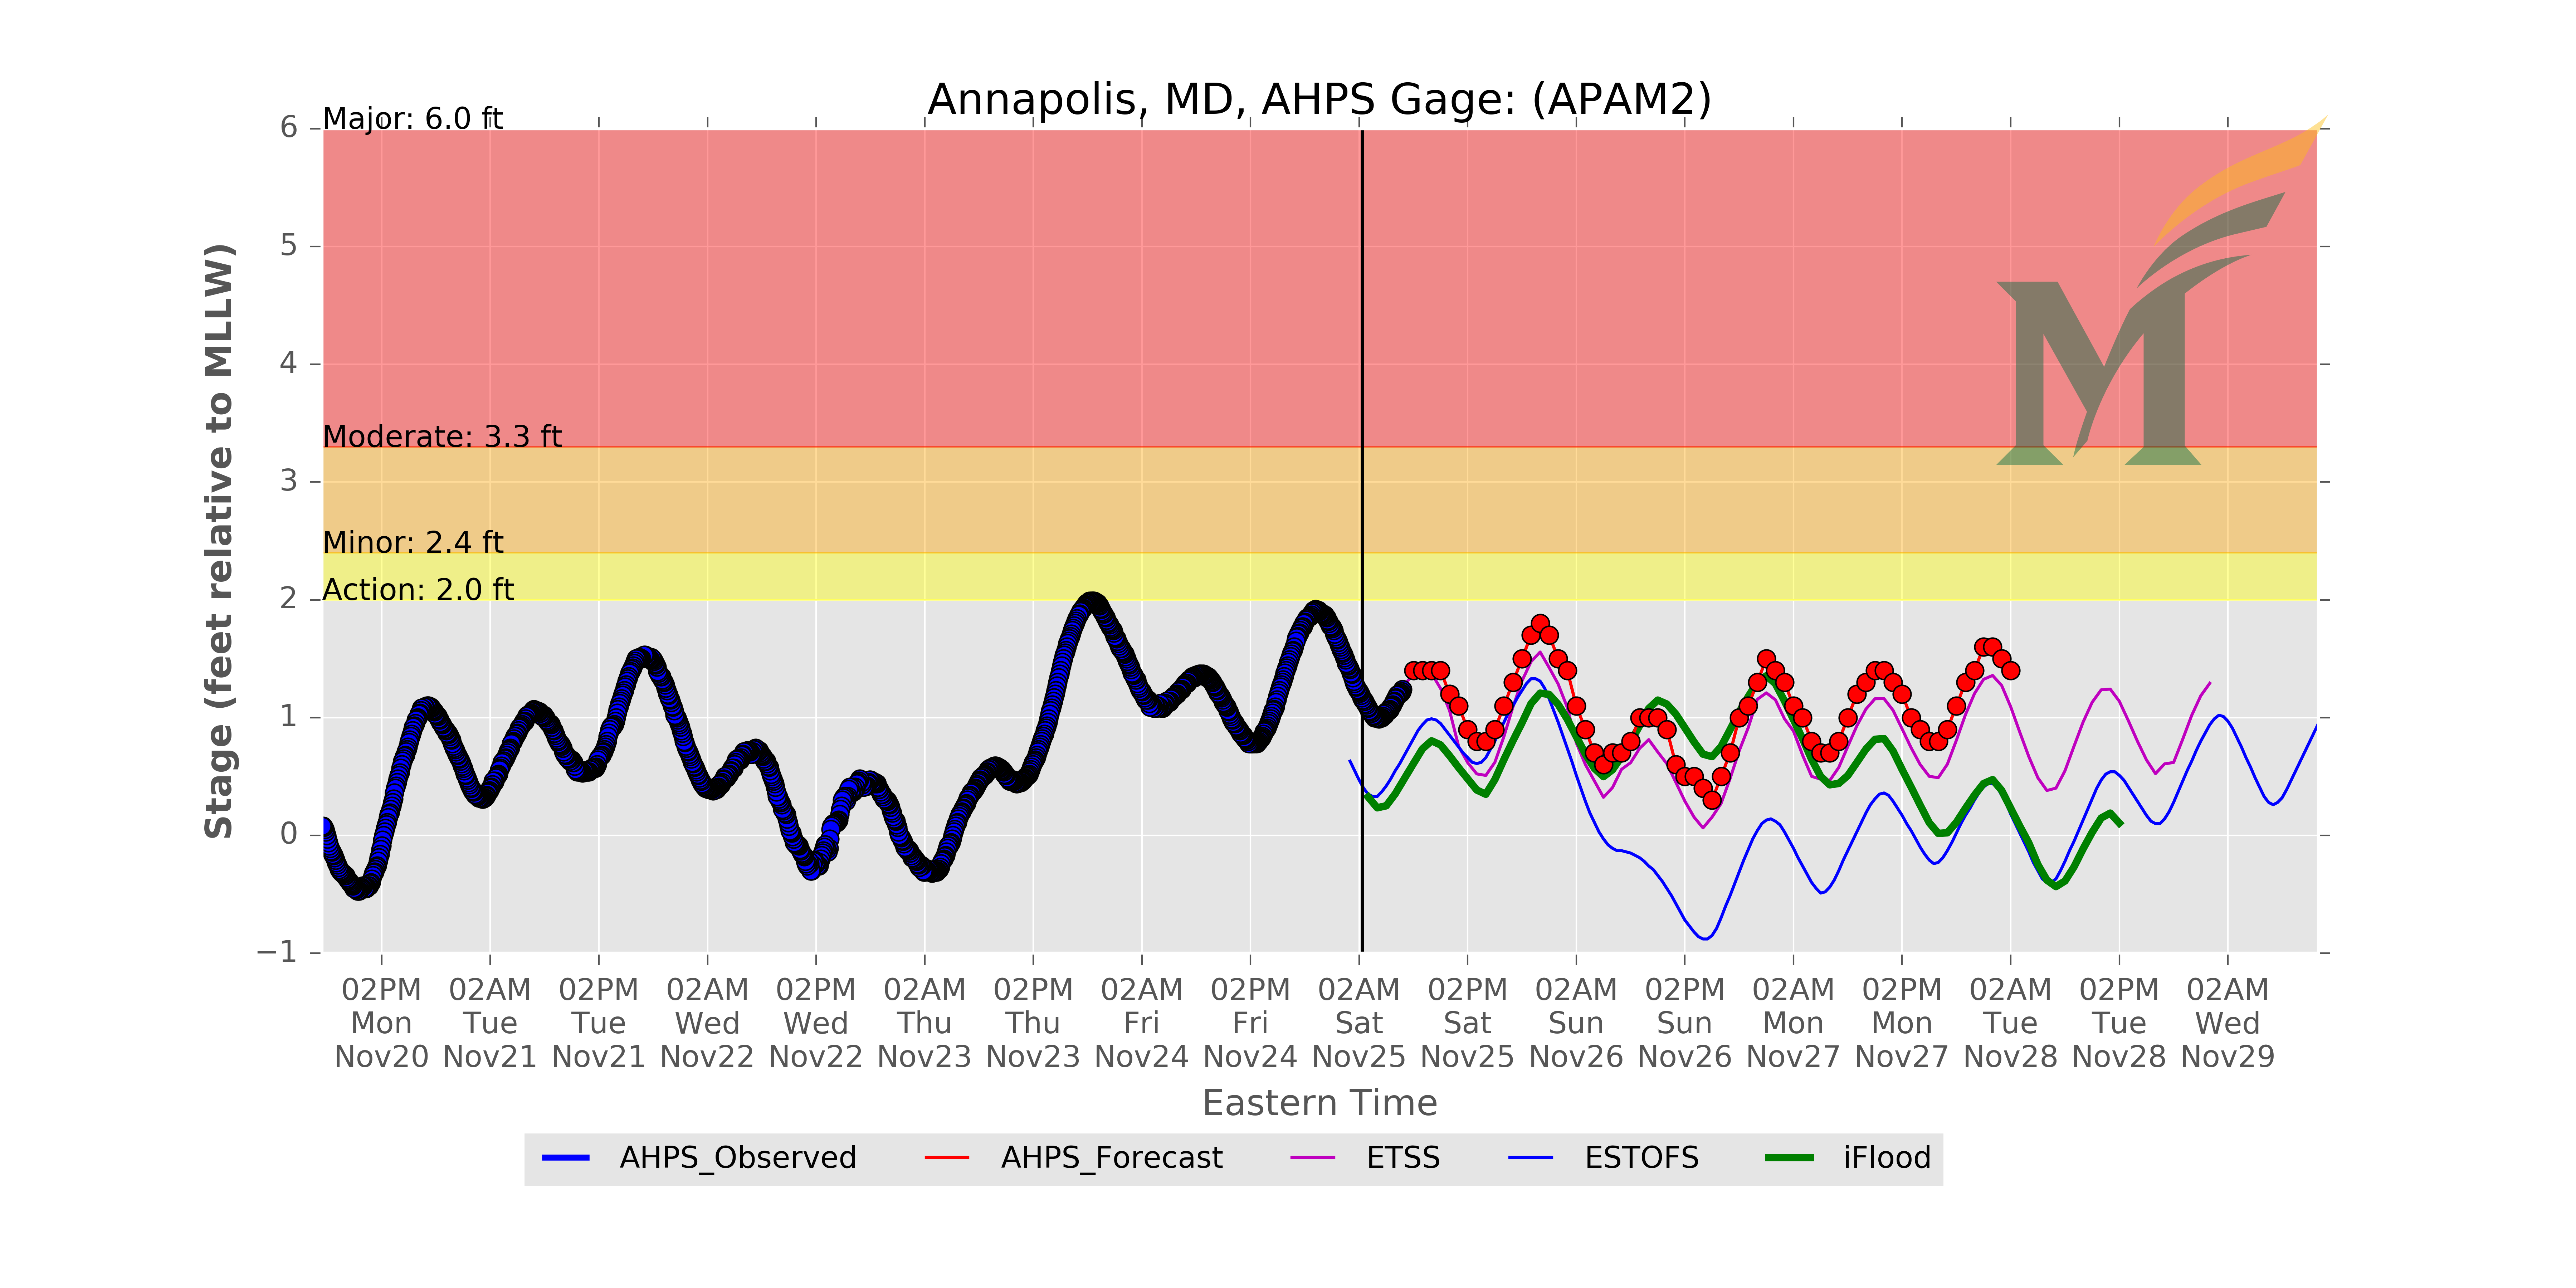 Annapolis, MD, AHPS Gage: (APAM2)
Major: 6.0 ft
Moderate: 3.3 ft
Minor: 2.4 ft
Action: 2.0 ft
Stage (feet relative to MLLW)
6
5
4
3
2
1
0
−1
02PM 02AM 02PM 02AM 02PM 02AM 02PM 02AM 02PM 02AM 02PM 02AM 02PM 02AM 02PM 02AM 02PM 02AM
Mon Tue Tue Wed Wed Thu Thu Fri Fri Sat Sat Sun Sun Mon Mon Tue Tue Wed
Nov20 Nov21 Nov21 Nov22 Nov22 Nov23 Nov23 Nov24 Nov24 Nov25 Nov25 Nov26 Nov26 Nov27 Nov27 Nov28 Nov28 Nov29
Eastern Time
AHPS_Observed AHPS_Forecast ETSS ESTOFS iFlood
M